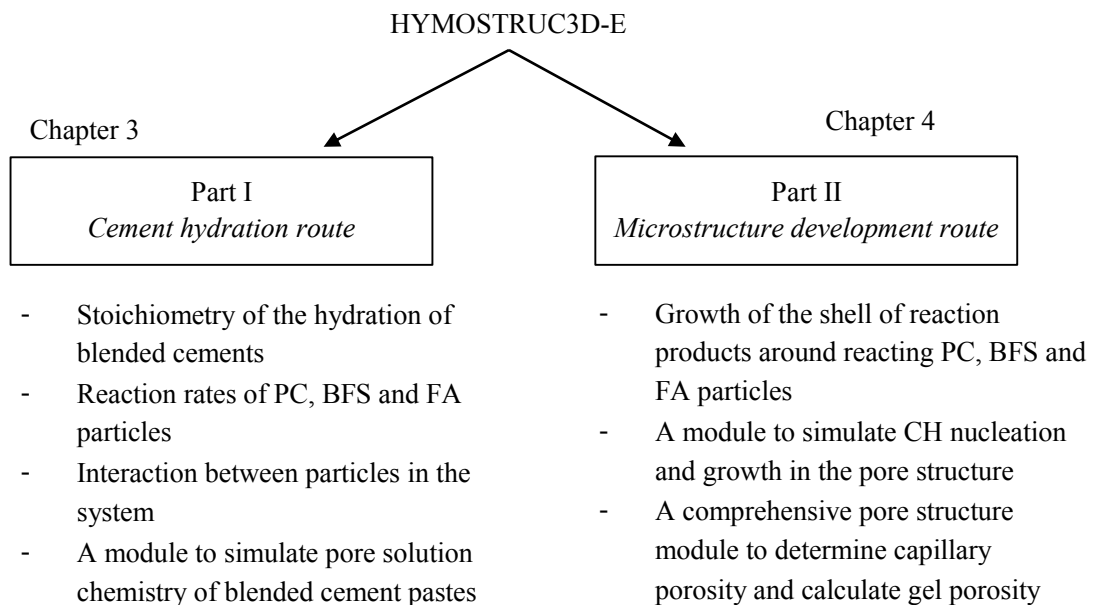 HYMOSTRUC3D-E
Chapter 3
Part I
Cement hydration route
- Stoichiometry of the hydration of
blended cements
- Reaction rates of PC, BFS and FA
particles
- Interaction between particles in the
system
- A module to simulate pore solution
chemistry of blended cement pastes
Chapter 4
Part II
Microstructure development route
- Growth of the shell of reaction
products around reacting PC, BFS and
FA particles
- A module to simulate CH nucleation
and growth in the pore structure
- A comprehensive pore structure
module to determine capillary
porosity and calculate gel porosity